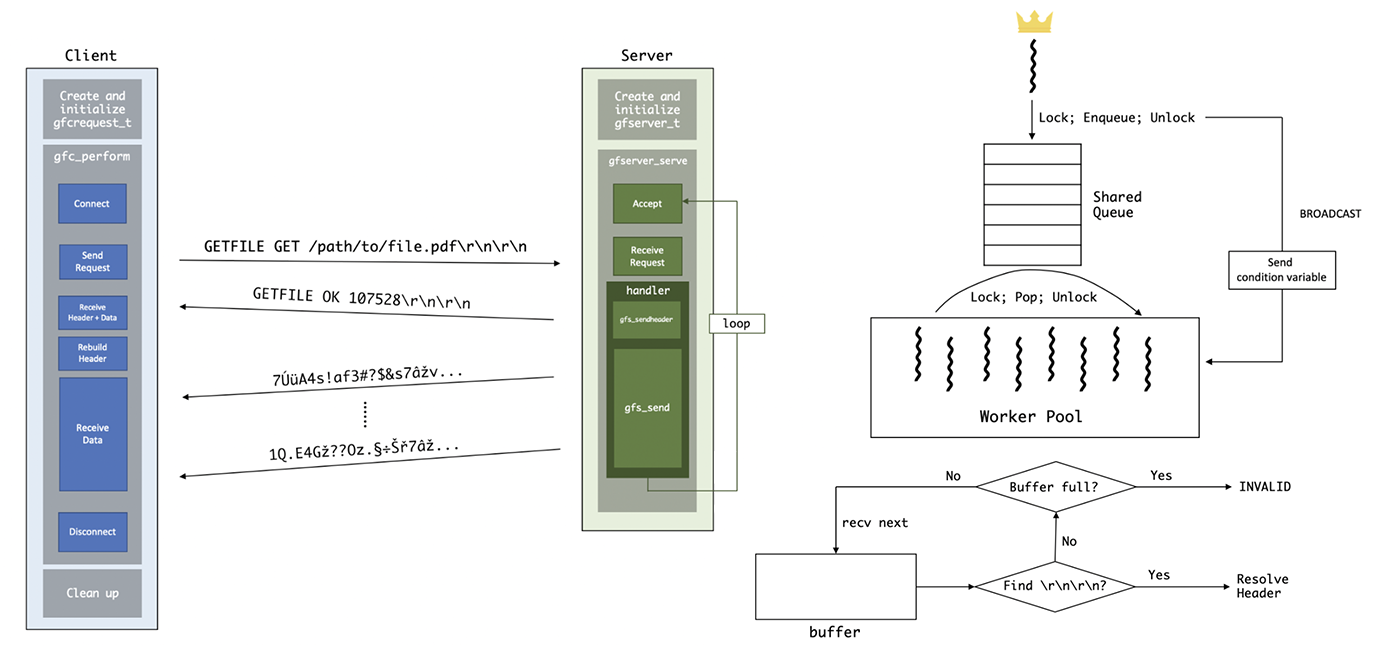 Client
Create and
initialize
gfcrequest_t
gfc_perform
Connect
Send
Request
Receive
Header + Data
Rebuild
Header
Receive
Data
Disconnect
Clean up
GETFILE GET /path/to/file.pdf\r\n\r\n
GETFILE OK 107528\r\n\r\n
7ÚüA4s!af3#?$&s7âžv...
1Q.E4Gž??Oz.§÷Šř7âž...
Server
Create and
initialize
gfserver_t
gfserver_serve
Accept
Receive
Request
handler
gfs_sendheader
gfs_send
loop
Lock; Enqueue; Unlock
Shared
Queue
BROADCAST
Send
condition variable
Lock; Pop; Unlock
Worker Pool
No
Buffer full?
Yes
INVALID
recv next
No
Find \r\n\r\n?
Yes
Resolve
Header
buffer